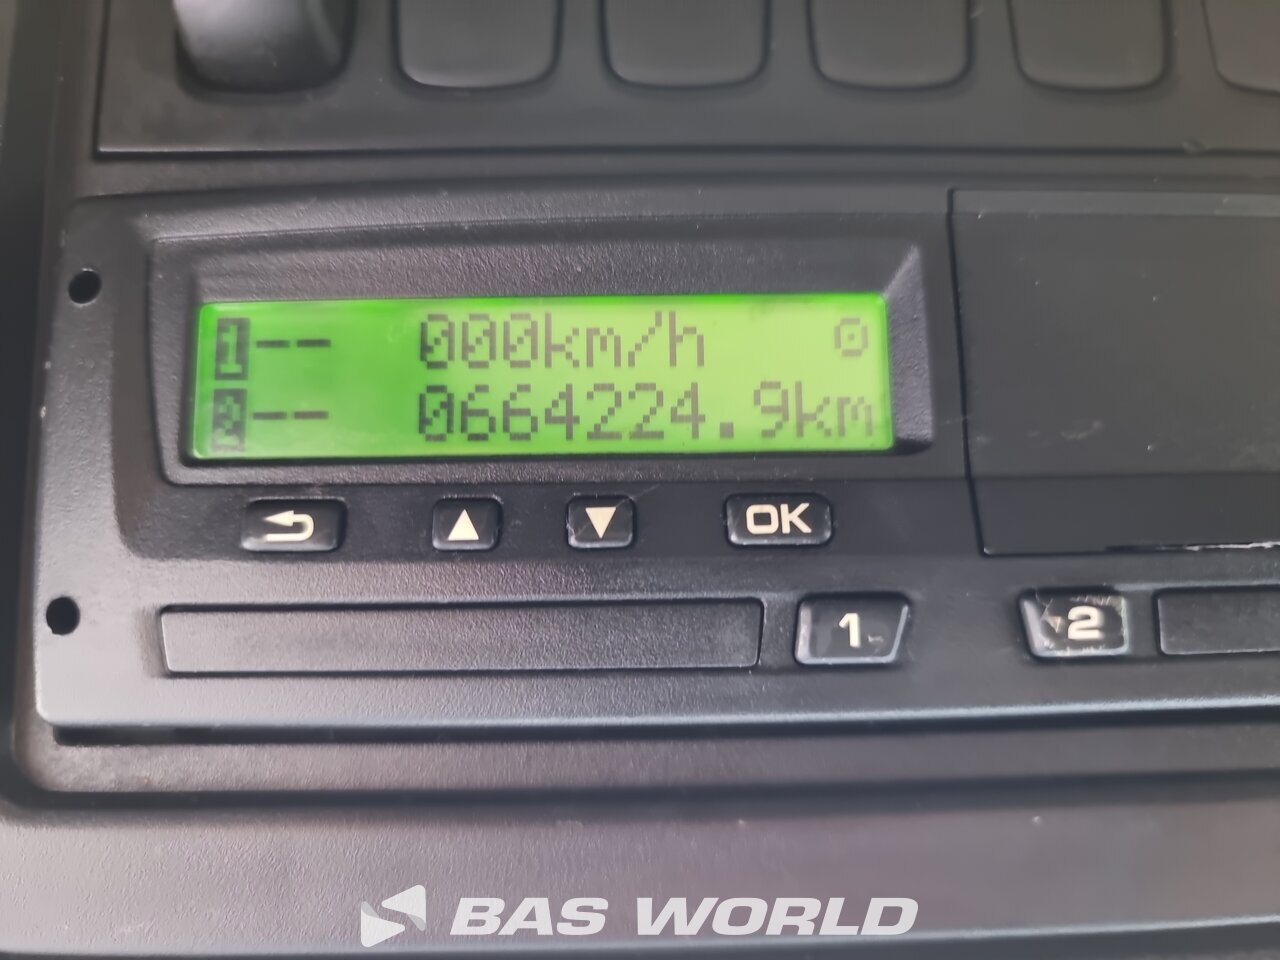 1 -- 000km/h
2 -- 0664224.9km
OK
1
2
BAS WORLD